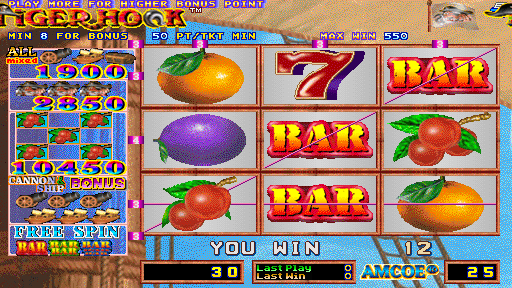 PLAY MORE FOR HIGHER BONUS POINT
TIGER HOOK™
MIN 8 FOR BONUS 50 PT/TKT MIN MAX WIN 550
ALL
mixed
1900
2850
10450
CANNON
SHIP BONUS
FREE SPIN
BAR BAR BAR
7 BAR
BAR
BAR
YOU WIN 12
30 Last Play 0
Last Win 0
AMCOE® 25